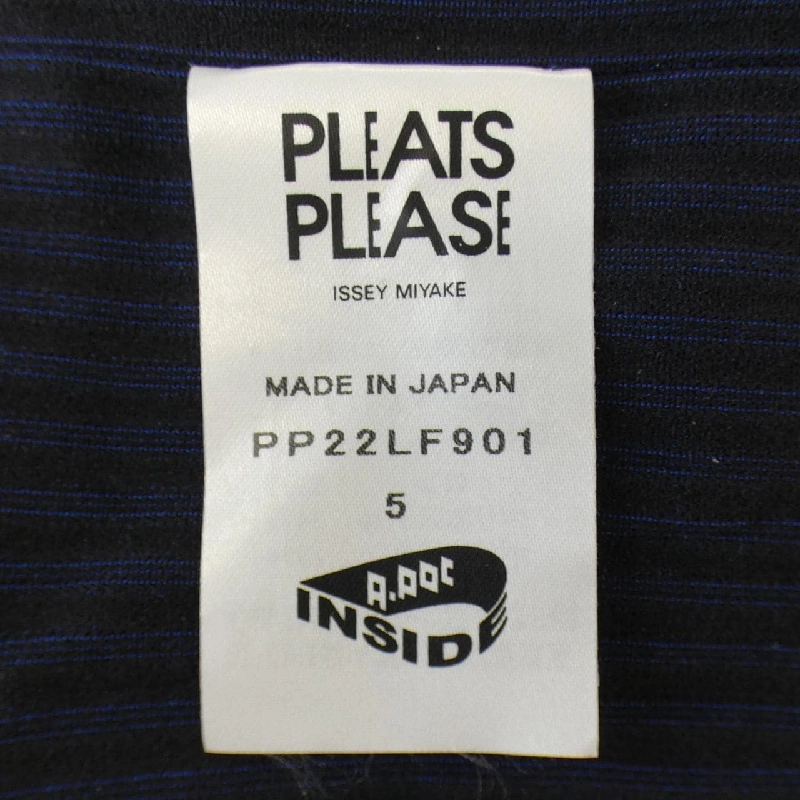 PLEATS
PLEASE
ISSEY MIYAKE
MADE IN JAPAN
PP22LF901
5
A.POC
INSIDE